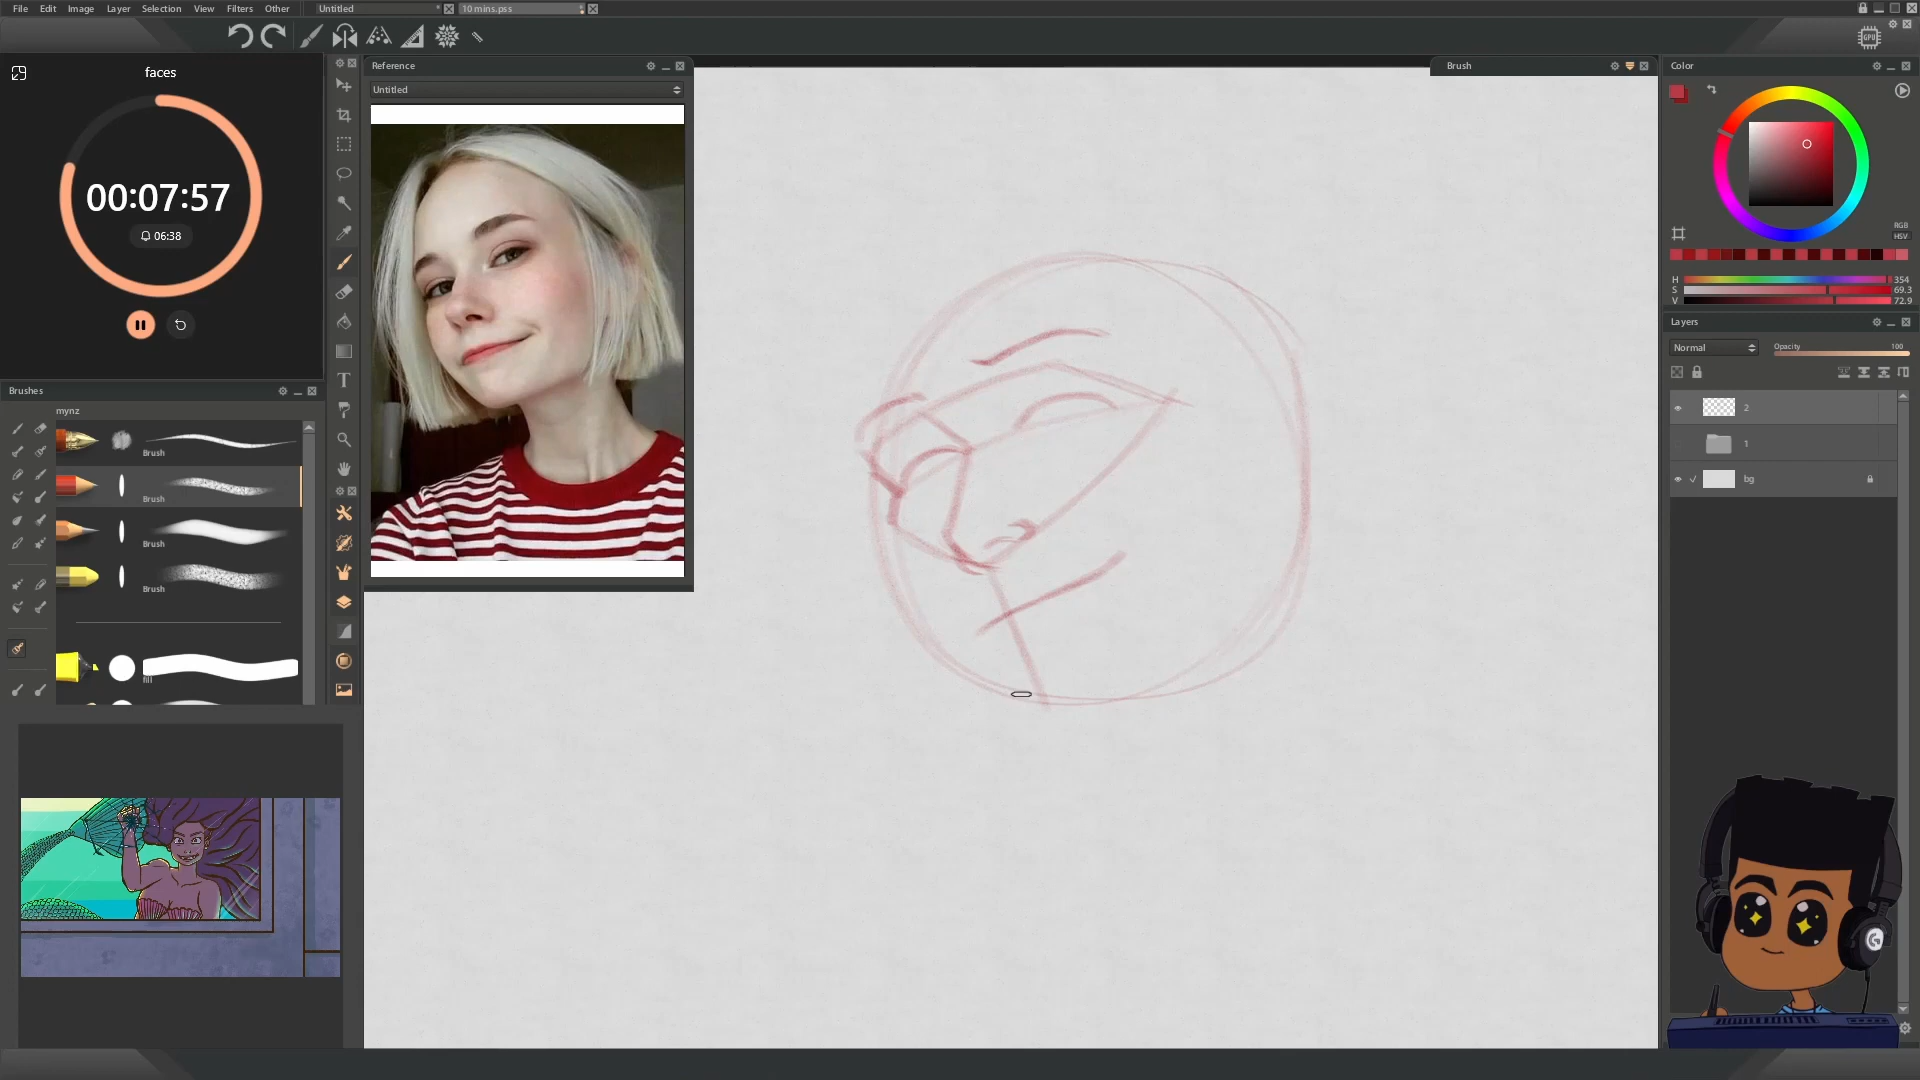 File Edit Image Layer Selection View Filters Other
Untitled *
10 mins.pss
faces
00:07:57
06:38
Reference
Untitled
Brush
Color
RGB
HSV
H 354
S 69.3
V 72.9
Layers
Normal
Opacity 100
2
1
bg
Brushes
mynz
Brush
Brush
Brush
Brush
fill
GPU
T